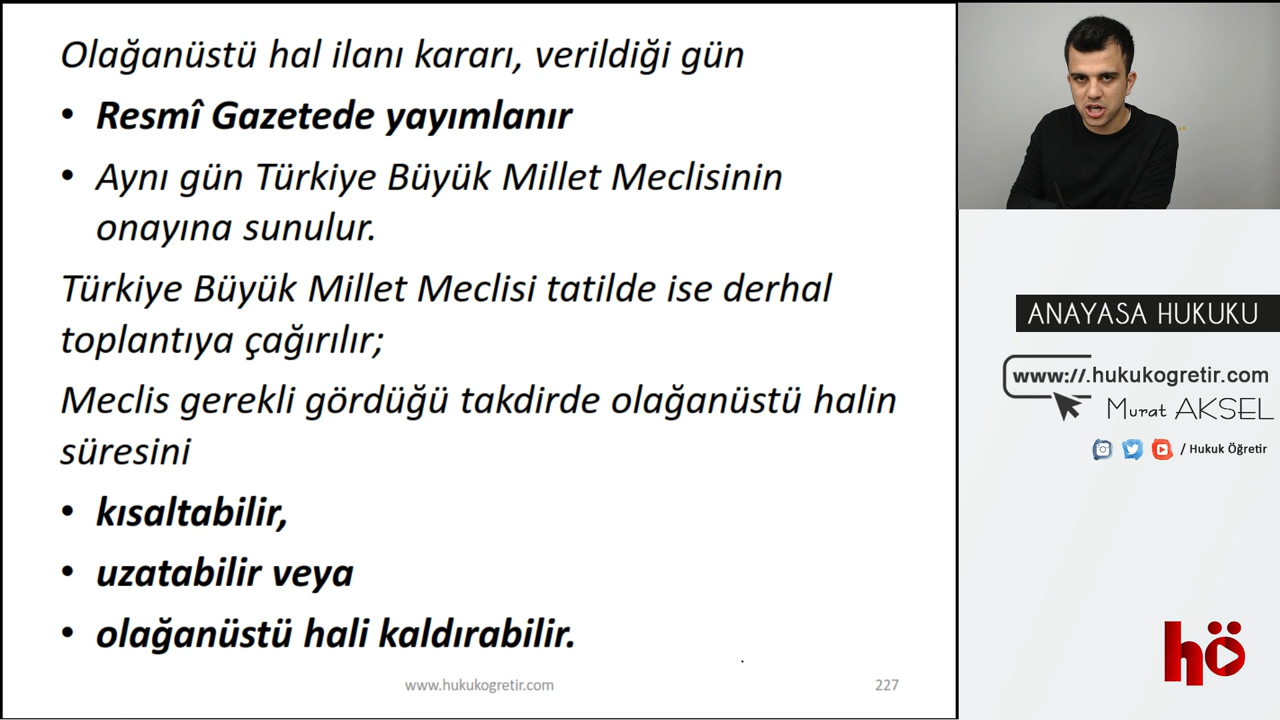 Olağanüstü hal ilanı kararı, verildiği gün
• Resmî Gazetede yayımlanır
• Aynı gün Türkiye Büyük Millet Meclisinin
onayına sunulur.
Türkiye Büyük Millet Meclisi tatilde ise derhal
toplantıya çağırılır;
Meclis gerekli gördüğü takdirde olağanüstü halin
süresini
• kısaltabilir,
• uzatabilir veya
• olağanüstü hali kaldırabilir.
www.hukukogretir.com
227
ANAYASA HUKUKU
www://.hukukogretir.com
Murat AKSEL
/ Hukuk Öğretir
hö